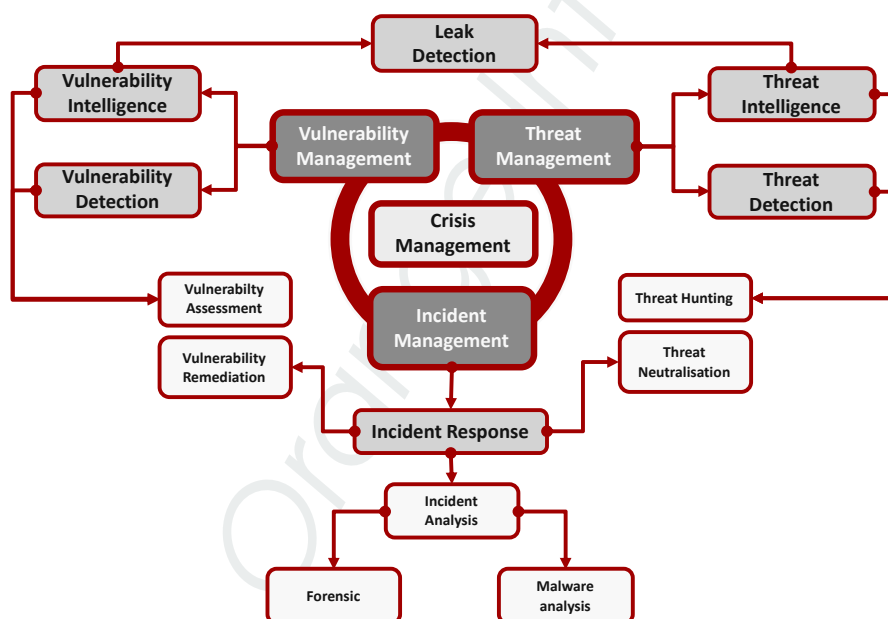 Leak
Detection
Vulnerability
Intelligence
Threat
Intelligence
Vulnerability
Management
Threat
Management
Vulnerability
Detection
Threat
Detection
Crisis
Management
Vulnerabilty
Assessment
Threat Hunting
Incident
Management
Vulnerability
Remediation
Threat
Neutralisation
Incident Response
Incident
Analysis
Forensic
Malware
analysis